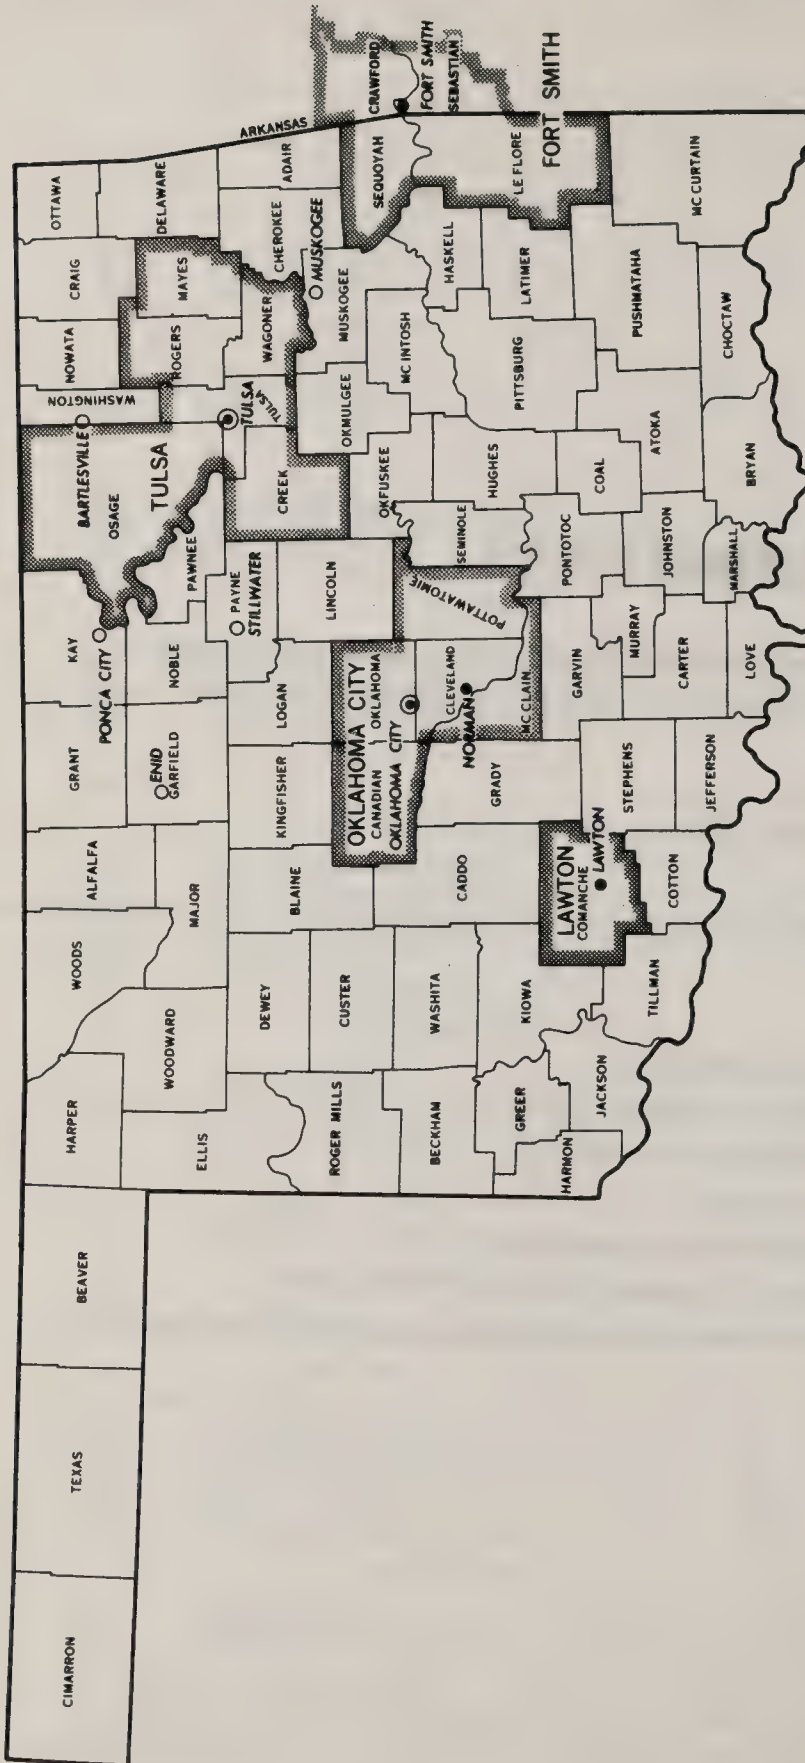 CIMARRON
TEXAS
BEAVER
HARPER
WOODS
ALFALFA
GRANT
KAY
PONCA CITY
OSAGE
BARTLESVILLE
WASHINGTON
NOWATA
CRAIG
OTTAWA
ELLIS
WOODWARD
MAJOR
ENID
GARFIELD
NOBLE
PAWNEE
TULSA
ROGERS
MAYES
DELAWARE
ROGER MILLS
DEWEY
BLAINE
KINGFISHER
LOGAN
PAYNE
STILLWATER
CREEK
TULSA
TULSA
WAGONER
CHEROKEE
ADAIR
ARKANSAS
BECKHAM
CUSTER
CADDO
OKLAHOMA CITY
CANADIAN
OKLAHOMA
OKLAHOMA CITY
LINCOLN
OKFUSKEE
OKMULGEE
MUSKOGEE
MUSKOGEE
SEQUOYAH
CRAWFORD
FORT SMITH
SEBASTIAN
WASHITA
GRADY
CLEVELAND
NORMAN
MC CLAIN
POTTAWATOMIE
SEMINOLE
HUGHES
MC INTOSH
HASKELL
LE FLORE
FORT SMITH
HARMON
GREER
KIOWA
LAWTON
COMANCHE
LAWTON
GARVIN
PONTOTOC
COAL
PITTSBURG
LATIMER
JACKSON
TILLMAN
COTTON
STEPHENS
JEFFERSON
MURRAY
CARTER
LOVE
JOHNSTON
MARSHALL
ATOKA
BRYAN
PUSHMATAHA
CHOCTAW
MC CURTAIN